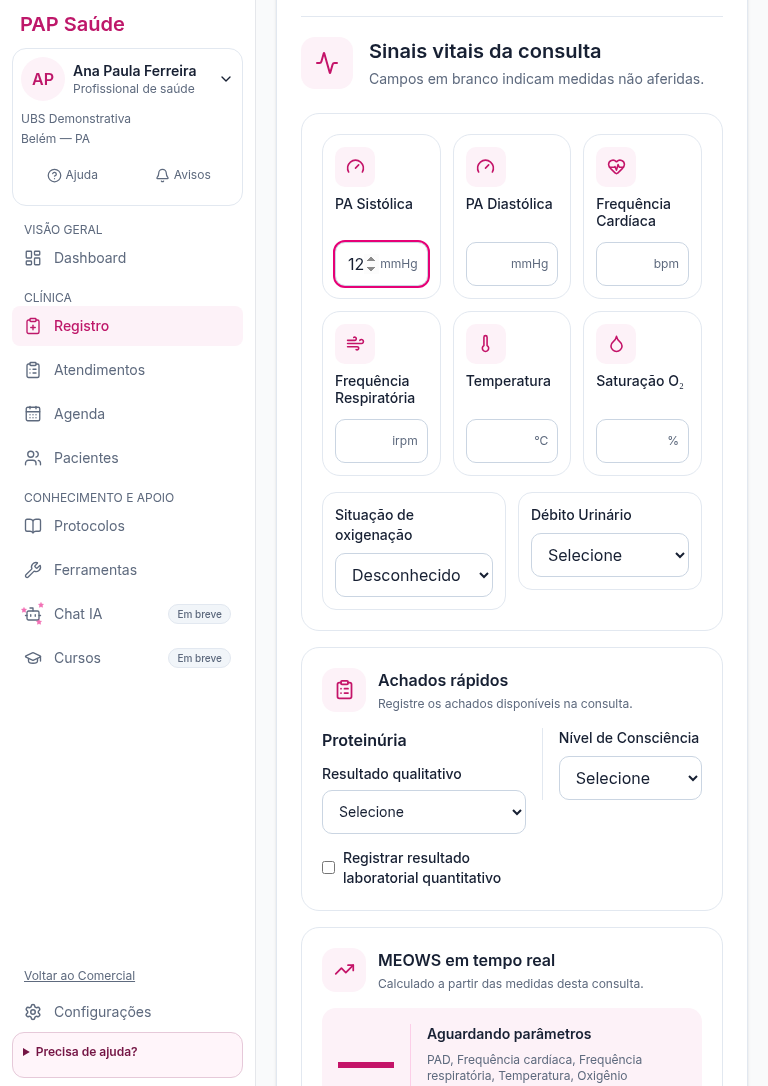 PAP Saúde
AP
Ana Paula Ferreira
Profissional de saúde
UBS Demonstrativa
Belém — PA
Ajuda
Avisos
VISÃO GERAL
Dashboard
CLÍNICA
Registro
Atendimentos
Agenda
Pacientes
CONHECIMENTO E APOIO
Protocolos
Ferramentas
Chat IA
Em breve
Cursos
Em breve
Voltar ao Comercial
Configurações
Precisa de ajuda?
Sinais vitais da consulta
Campos em branco indicam medidas não aferidas.
PA Sistólica
12 mmHg
PA Diastólica
mmHg
Frequência
Cardíaca
bpm
Frequência
Respiratória
irpm
Temperatura
°C
Saturação O₂
%
Situação de
oxigenação
Desconhecido
Débito Urinário
Selecione
Achados rápidos
Registre os achados disponíveis na consulta.
Proteinúria
Resultado qualitativo
Selecione
Registrar resultado
laboratorial quantitativo
Nível de Consciência
Selecione
MEOWS em tempo real
Calculado a partir das medidas desta consulta.
Aguardando parâmetros
PAD, Frequência cardíaca, Frequência
respiratória, Temperatura, Oxigênio